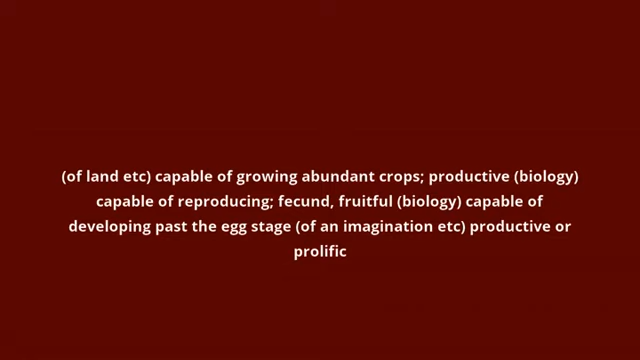 (of land etc) capable of growing abundant crops; productive (biology)
capable of reproducing; fecund, fruitful (biology) capable of
developing past the egg stage (of an imagination etc) productive or
prolific